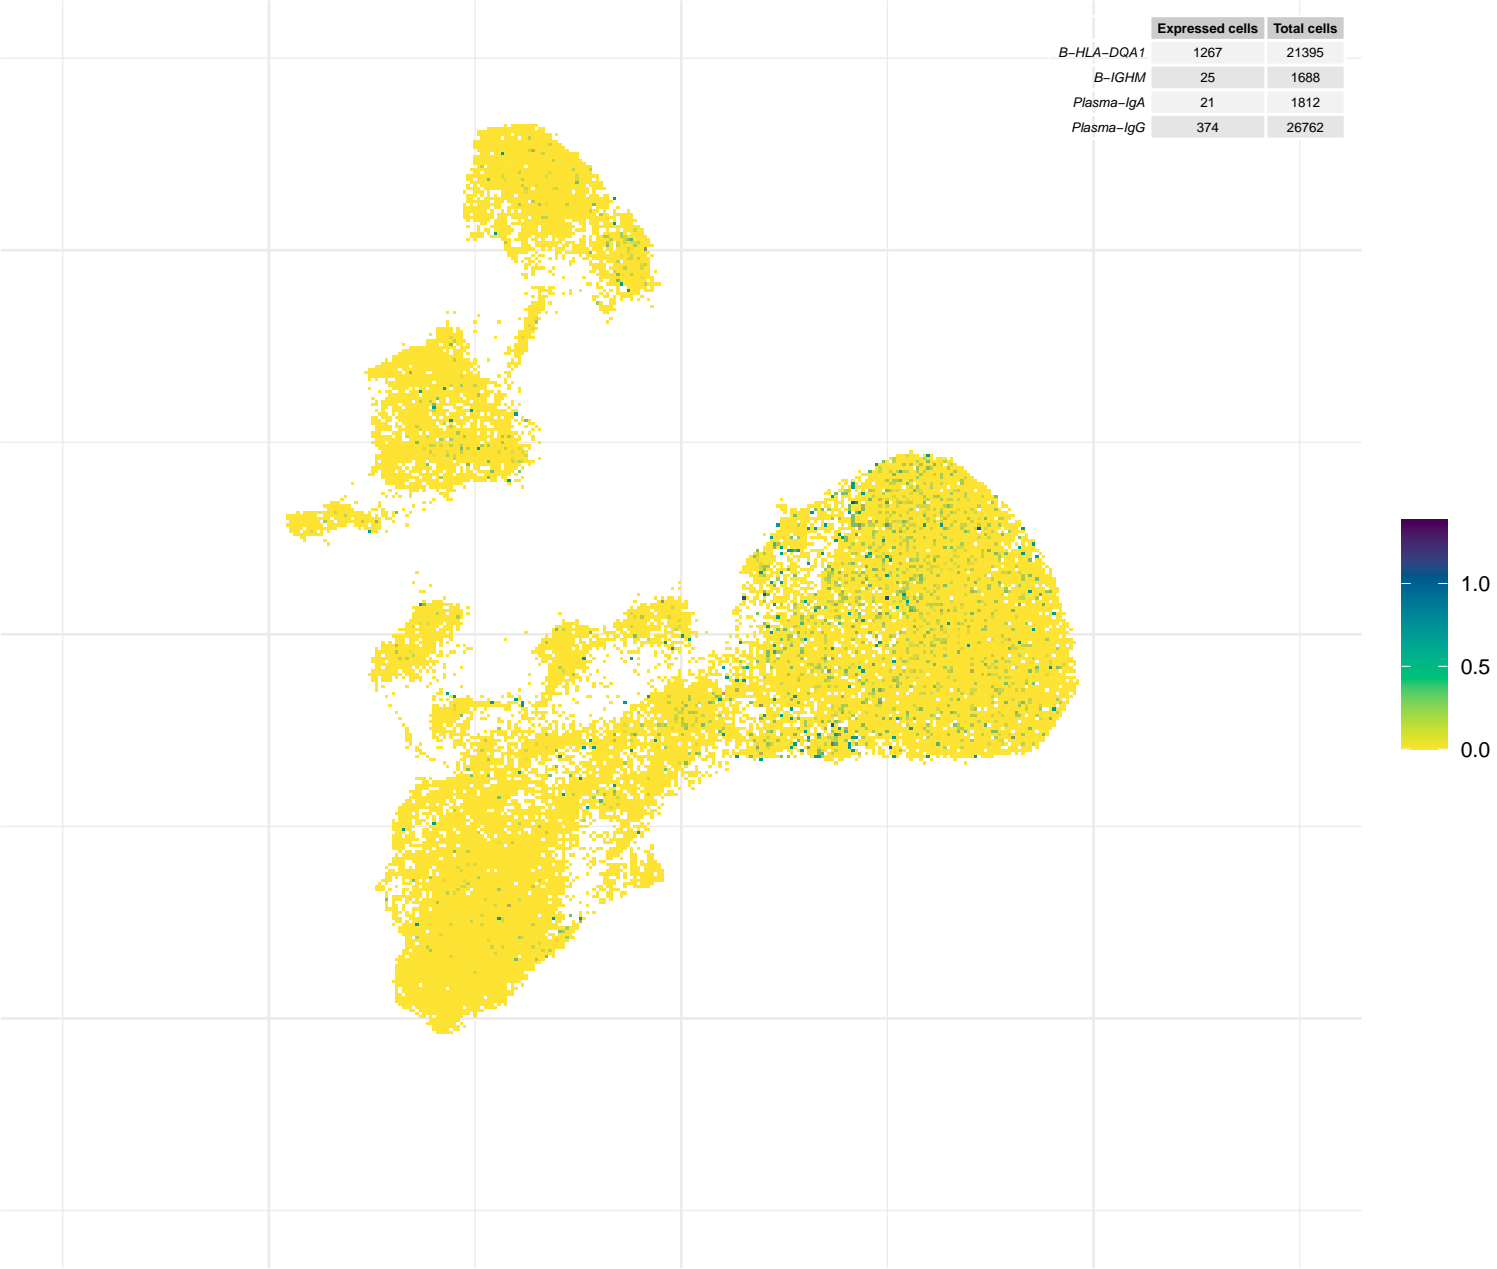 Expressed cells Total cells
B−HLA−DQA1 1267 21395
B−IGHM 25 1688
Plasma−IgA 21 1812
Plasma−IgG 374 26762
1.0
0.5
0.0